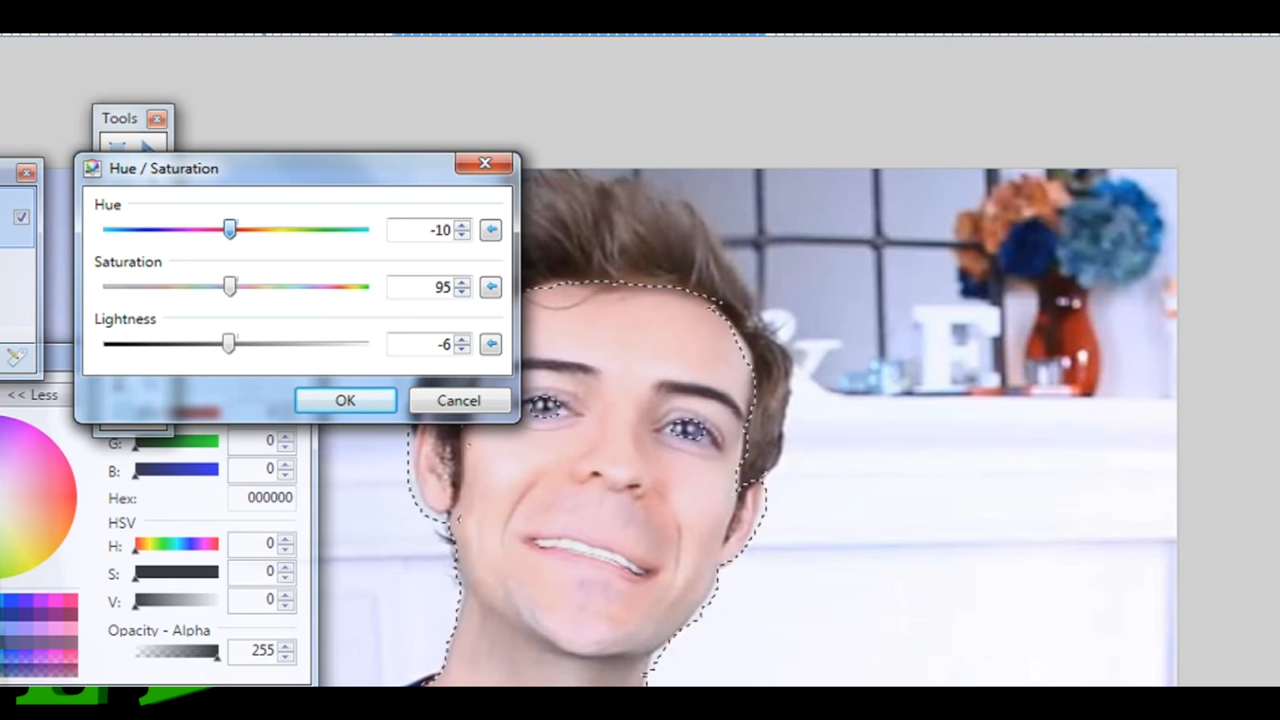 Tools
Hue / Saturation
Hue
-10
Saturation
95
Lightness
-6
OK
Cancel
<< Less
G:
0
B:
0
Hex:
000000
HSV
H:
0
S:
0
V:
0
Opacity - Alpha
255
& E